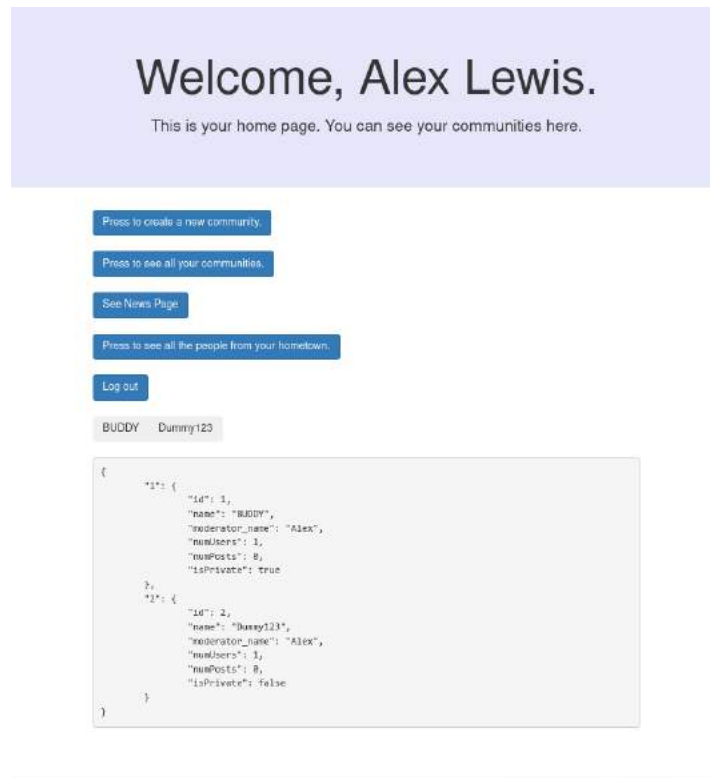 Welcome, Alex Lewis.
This is your home page. You can see your communities here.
Press to create a new community.
Press to see all your communities.
See News Page
Press to see all the people from your hometown.
Log out
BUDDY Dummy123
{
"1": {
"id": 1,
"name": "BUDDY",
"moderator_name": "Alex",
"numUsers": 1,
"numPosts": 0,
"isPrivate": true
},
"2": {
"id": 2,
"name": "Dummy123",
"moderator_name": "Alex",
"numUsers": 1,
"numPosts": 0,
"isPrivate": false
}
}